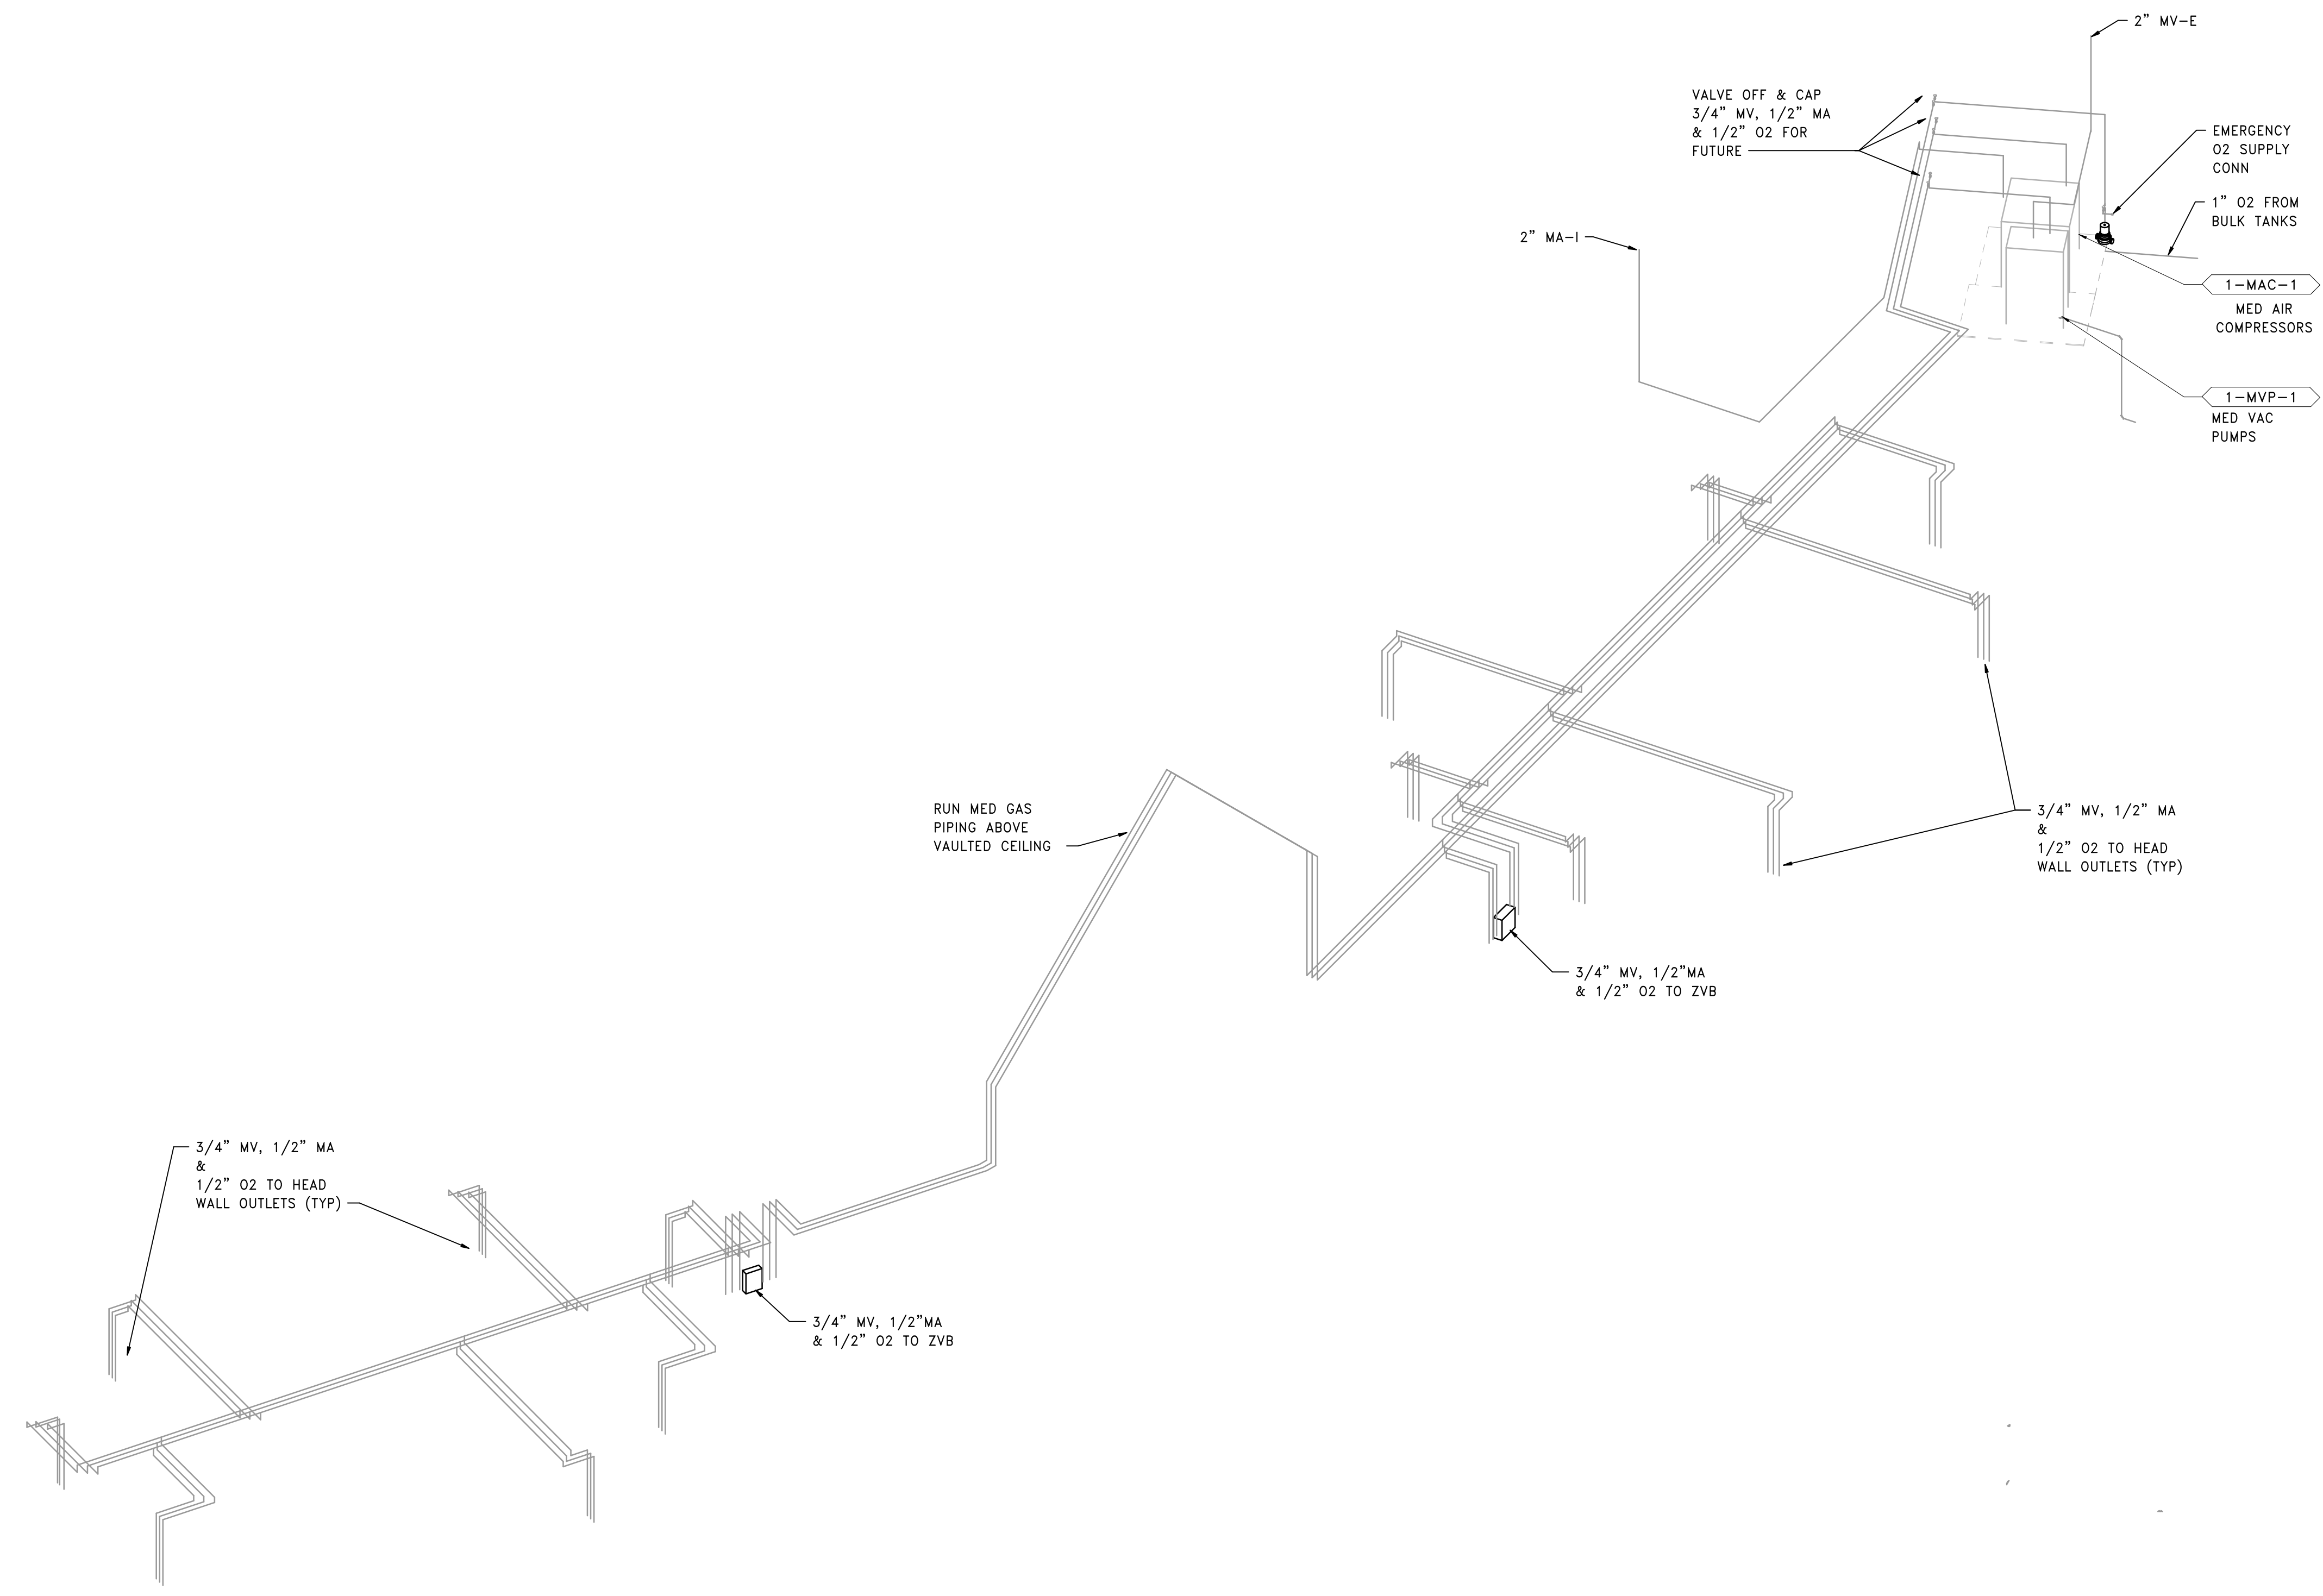 2” MV-E
VALVE OFF & CAP
3/4” MV, 1/2” MA
& 1/2” O2 FOR
FUTURE
EMERGENCY
O2 SUPPLY
CONN
1” O2 FROM
BULK TANKS
2” MA-I
1-MAC-1
MED AIR
COMPRESSORS
1-MVP-1
MED VAC
PUMPS
RUN MED GAS
PIPING ABOVE
VAULTED CEILING
3/4” MV, 1/2” MA
&
1/2” O2 TO HEAD
WALL OUTLETS (TYP)
3/4” MV, 1/2”MA
& 1/2” O2 TO ZVB
3/4” MV, 1/2” MA
&
1/2” O2 TO HEAD
WALL OUTLETS (TYP)
3/4” MV, 1/2”MA
& 1/2” O2 TO ZVB